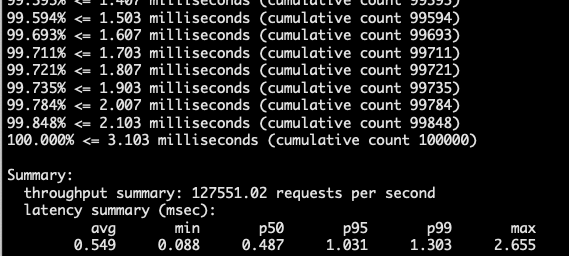 99.593% <= 1.407 milliseconds (cumulative count 99593)
99.594% <= 1.503 milliseconds (cumulative count 99594)
99.693% <= 1.607 milliseconds (cumulative count 99693)
99.711% <= 1.703 milliseconds (cumulative count 99711)
99.721% <= 1.807 milliseconds (cumulative count 99721)
99.735% <= 1.903 milliseconds (cumulative count 99735)
99.784% <= 2.007 milliseconds (cumulative count 99784)
99.848% <= 2.103 milliseconds (cumulative count 99848)
100.000% <= 3.103 milliseconds (cumulative count 100000)
Summary:
throughput summary: 127551.02 requests per second
latency summary (msec):
avg min p50 p95 p99 max
0.549 0.088 0.487 1.031 1.303 2.655